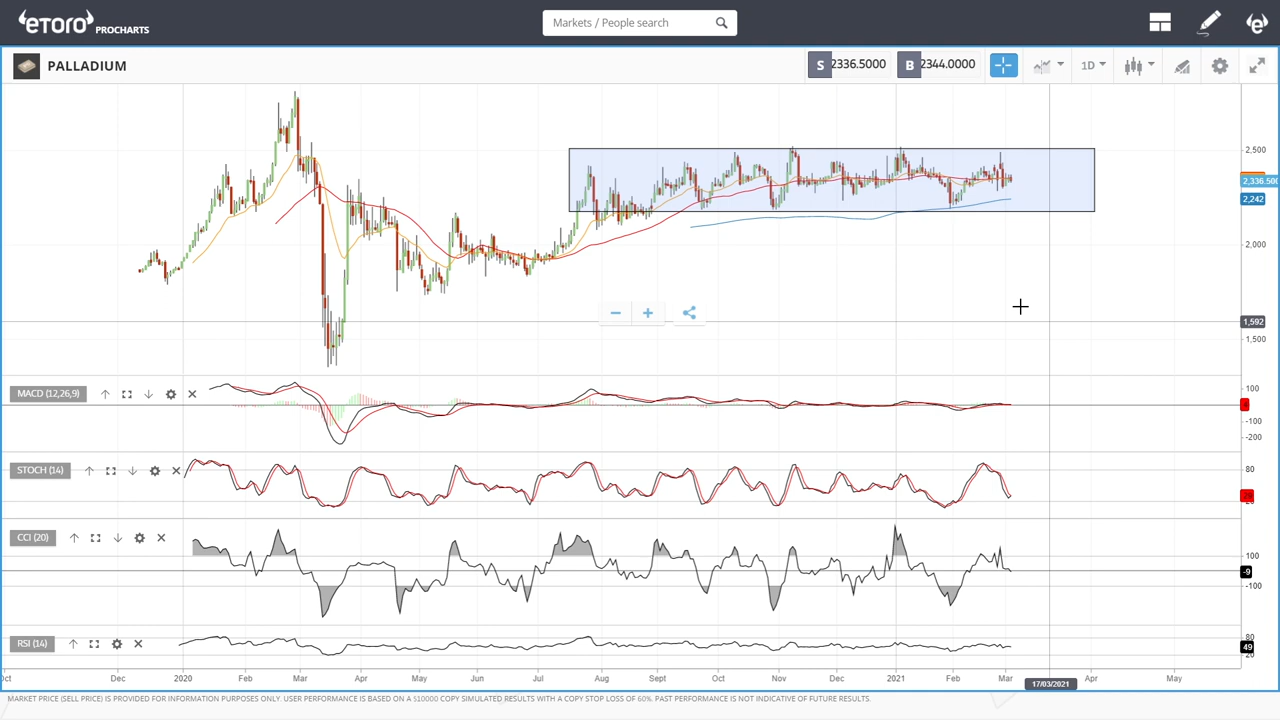 eToro PROCHARTS
Markets / People search
PALLADIUM
S 2336.5000 B 2344.0000 1D
2,500
2,336.500
2,242
2,000
1,592
1,500
MACD (12,26,9)
100
-100
-200
STOCH (14)
80
CCI (20)
100
-9
-100
RSI (14)
80
49
20
Oct Dec 2020 Feb Mar Apr May Jun Jul Aug Sept Oct Nov Dec 2021 Feb Mar Apr May
17/03/2021
MARKET PRICE (SELL PRICE) IS PROVIDED FOR INFORMATION PURPOSES ONLY. USER PERFORMANCE IS BASED ON A $10000 COPY SIMULATED RESULTS WITH A COPY STOP LOSS OF 60%. PAST PERFORMANCE IS NOT INDICATIVE OF FUTURE RESULTS.